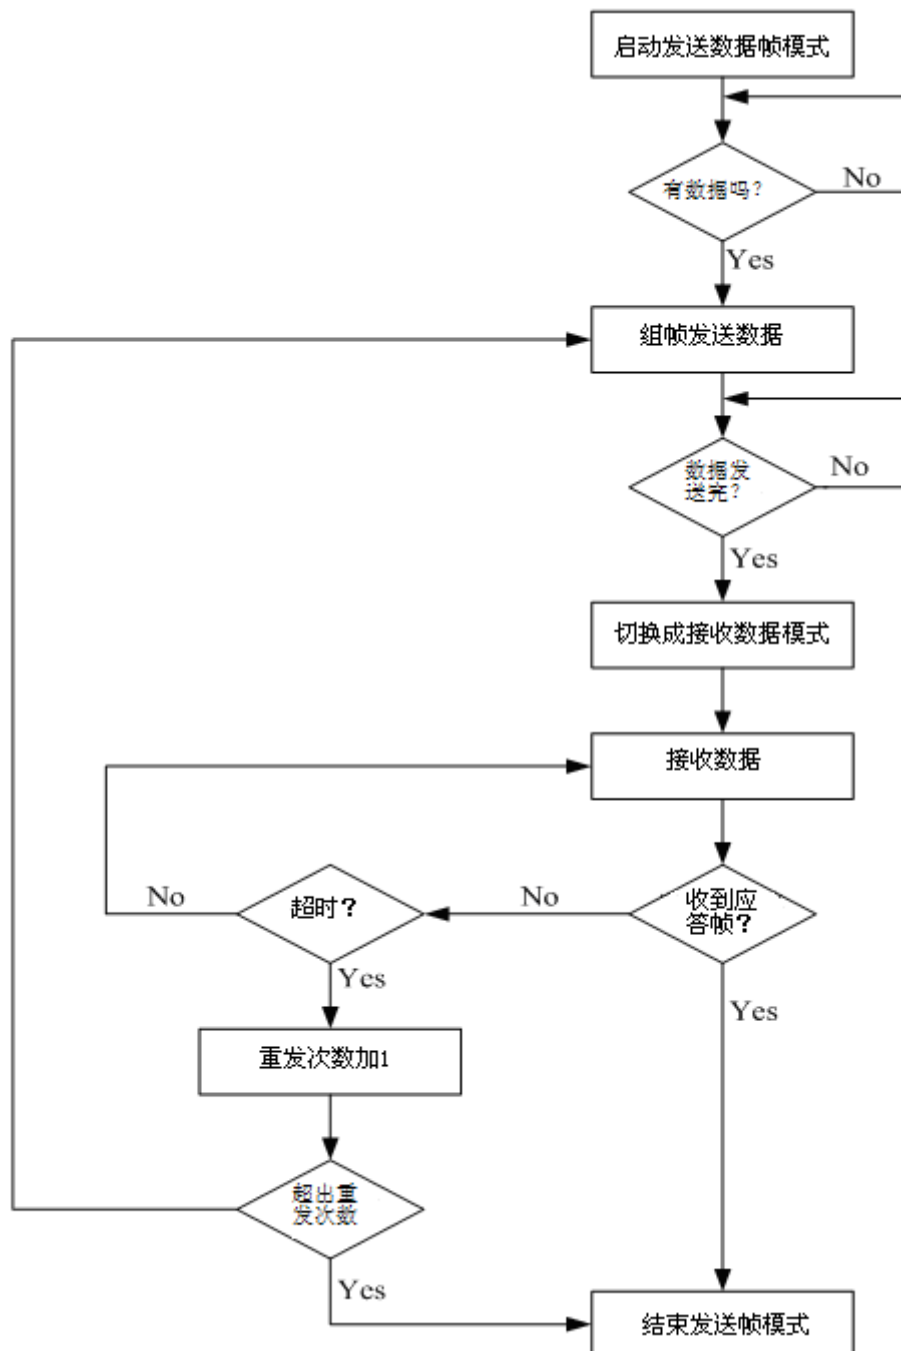 启动发送数据帧模式
有数据吗?
No
Yes
组帧发送数据
数据发
送完?
No
Yes
切换成接收数据模式
接收数据
收到应
答帧?
No
超时?
No
Yes
Yes
重发次数加1
超出重
发次数
Yes
结束发送帧模式